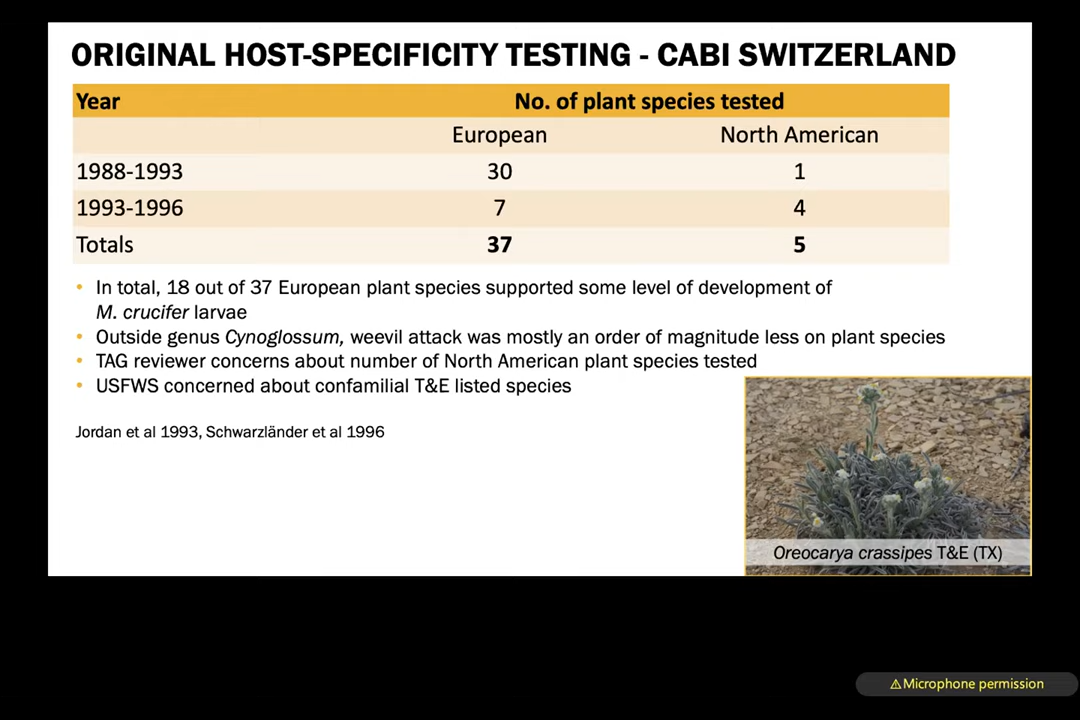 ORIGINAL HOST-SPECIFICITY TESTING - CABI SWITZERLAND
Year No. of plant species tested
European North American
1988-1993 30 1
1993-1996 7 4
Totals 37 5
• In total, 18 out of 37 European plant species supported some level of development of
M. crucifer larvae
• Outside genus Cynoglossum, weevil attack was mostly an order of magnitude less on plant species
• TAG reviewer concerns about number of North American plant species tested
• USFWS concerned about confamilial T&E listed species
Jordan et al 1993, Schwarzländer et al 1996
Oreocarya crassipes T&E (TX)
⚠Microphone permission